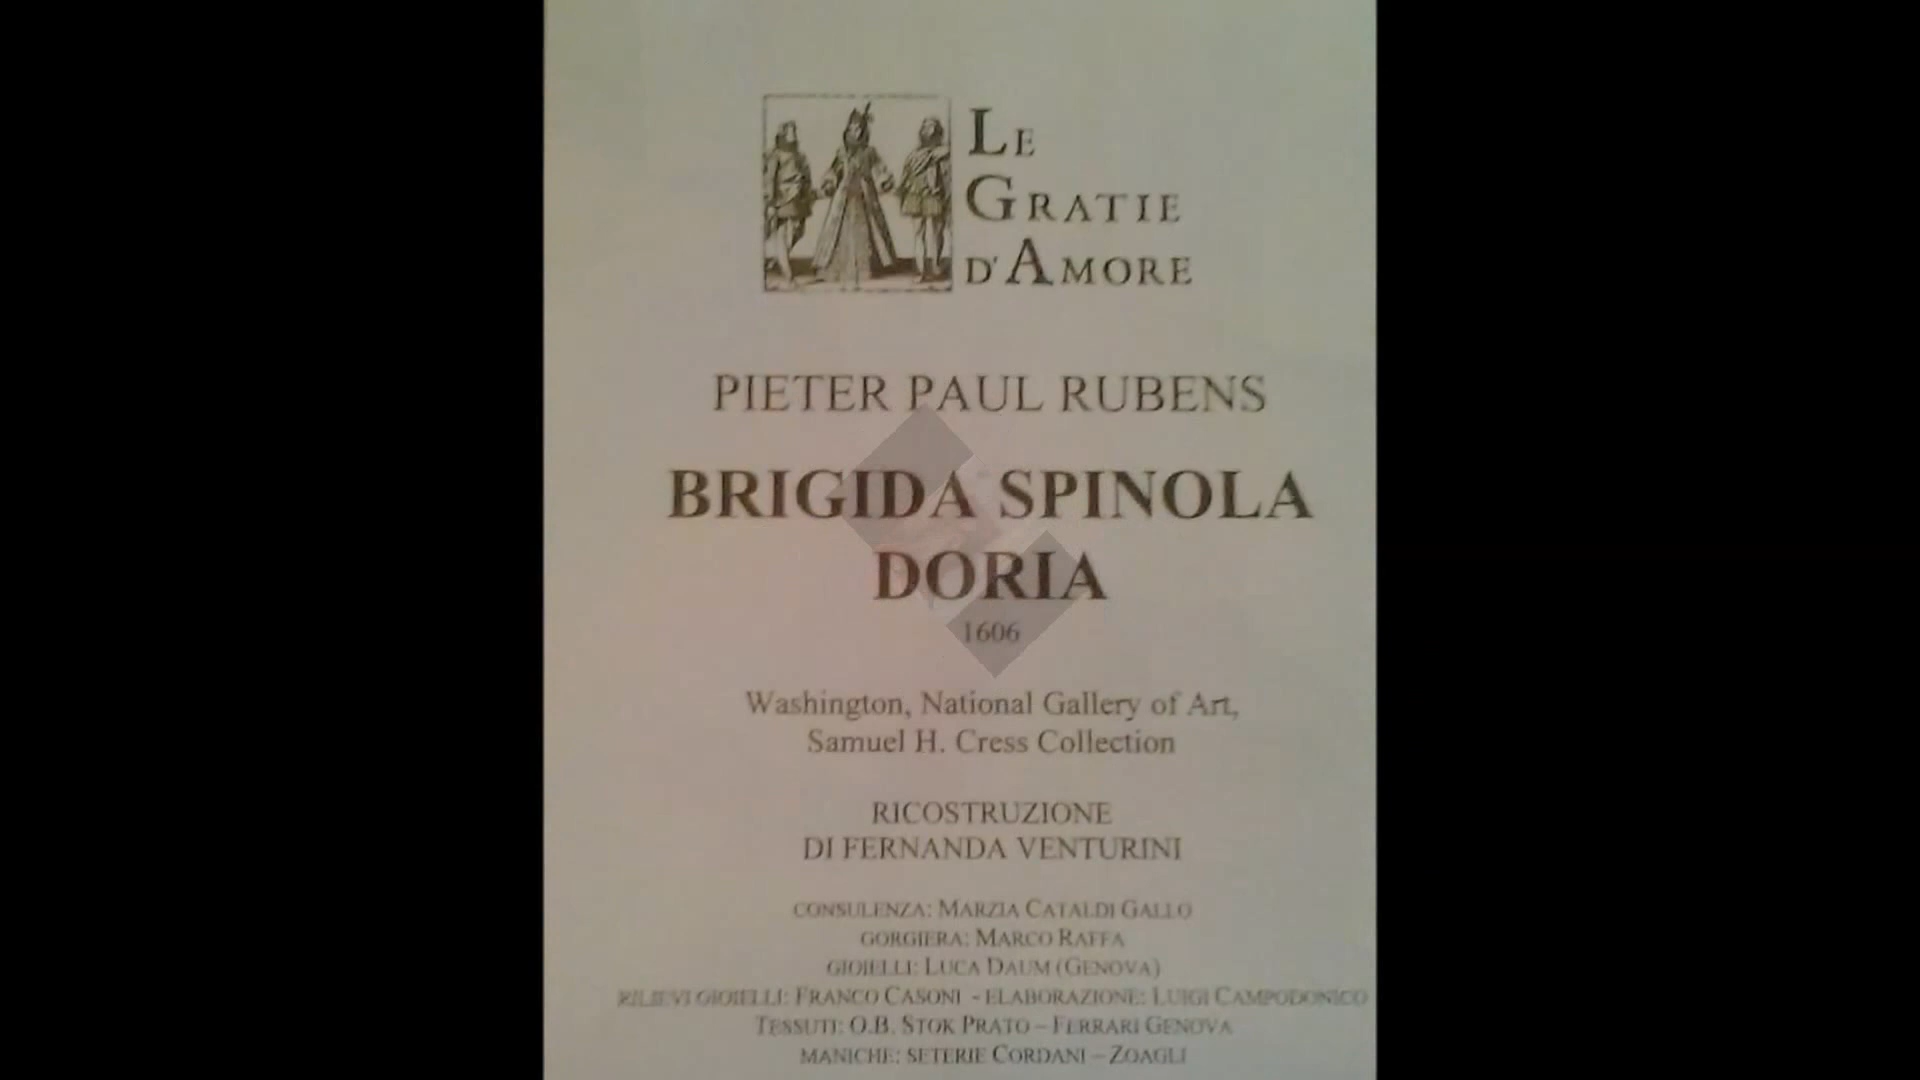 LE
GRATIE
D'AMORE
PIETER PAUL RUBENS
BRIGIDA SPINOLA
DORIA
1606
Washington, National Gallery of Art,
Samuel H. Cress Collection
RICOSTRUZIONE
DI FERNANDA VENTURINI
CONSULENZA: MARZIA CATALDI GALLO
GORGIERA: MARCO RAFFA
GIOIELLI: LUCA DAUM (GENOVA)
RILIEVI GIOIELLI: FRANCO CASONI - ELABORAZIONE: LUIGI CAMPODONICO
TESSUTI: O.B. STOK PRATO – FERRARI GENOVA
MANICHE: SETERIE CORDANI – ZOAGLI